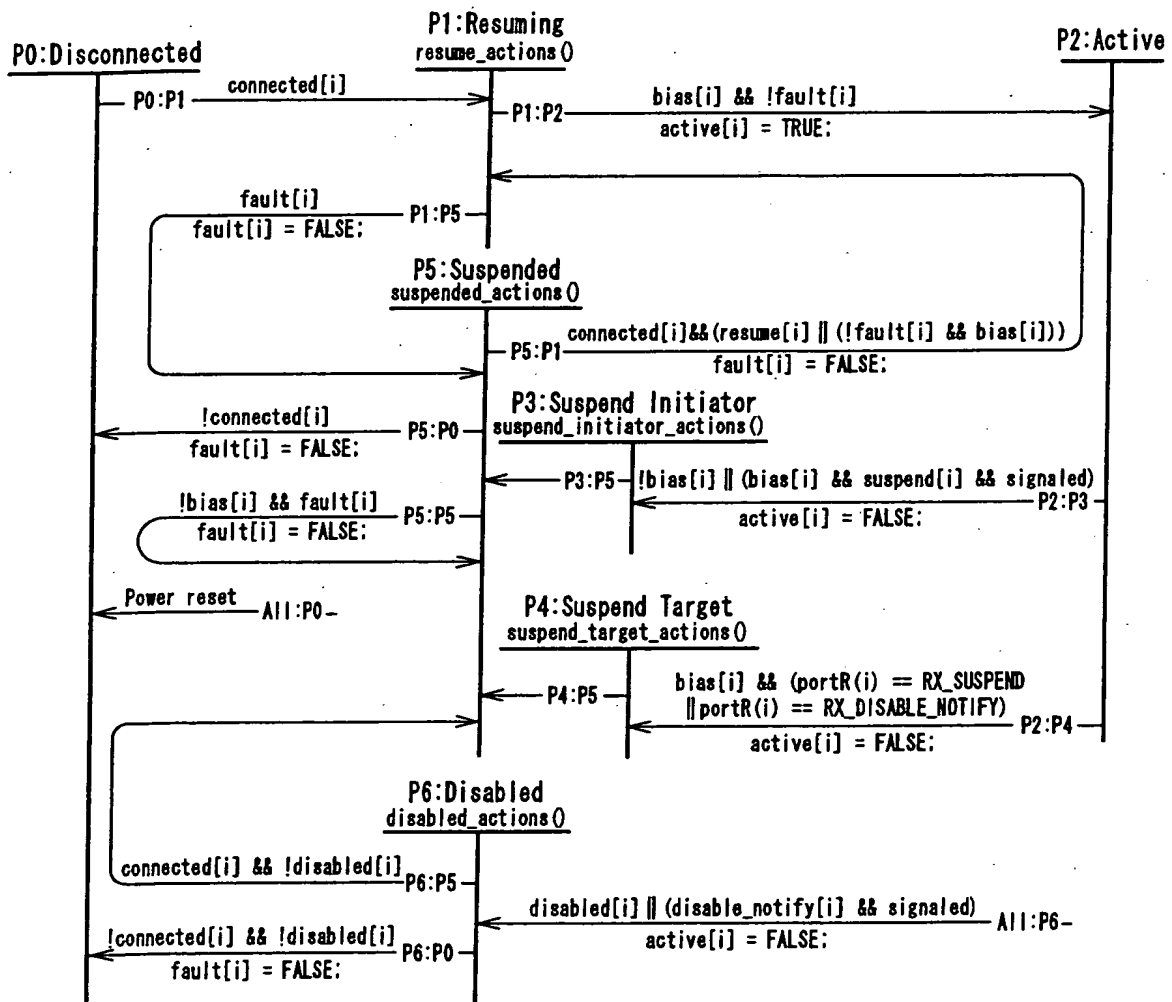 P0:Disconnected
P1:Resuming
resume_actions()
P2:Active
P0:P1
connected[i]
P1:P2
bias[i] && !fault[i]
active[i] = TRUE;
fault[i]
fault[i] = FALSE;
P1:P5
P5:Suspended
suspended_actions()
P5:P1
connected[i]&&(resume[i] || (!fault[i] && bias[i]))
fault[i] = FALSE;
P3:Suspend Initiator
suspend_initiator_actions()
!connected[i]
fault[i] = FALSE;
P5:P0
P3:P5
!bias[i] || (bias[i] && suspend[i] && signaled)
active[i] = FALSE;
P2:P3
!bias[i] && fault[i]
fault[i] = FALSE;
P5:P5
Power reset
All:P0
P4:Suspend Target
suspend_target_actions()
P4:P5
bias[i] && (portR(i) == RX_SUSPEND
||portR(i) == RX_DISABLE_NOTIFY)
active[i] = FALSE;
P2:P4
P6:Disabled
disabled_actions()
connected[i] && !disabled[i]
P6:P5
disabled[i] || (disable_notify[i] && signaled)
active[i] = FALSE;
All:P6
!connected[i] && !disabled[i]
fault[i] = FALSE;
P6:P0